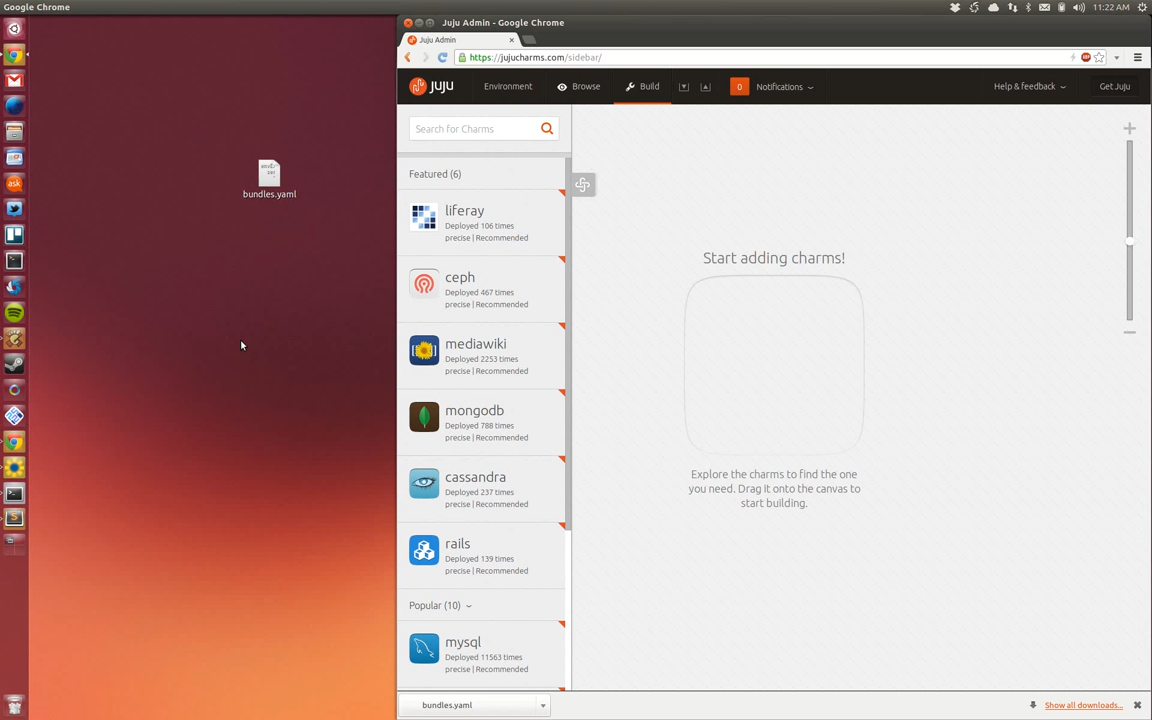 Google Chrome
11:22 AM
Juju Admin - Google Chrome
Juju Admin
https://jujucharms.com/sidebar/
juju
Environment
Browse
Build
0
Notifications
Help & feedback
Get Juju
ask
bundles.yaml
Search for Charms
Featured (6)
liferay
Deployed 106 times
precise | Recommended
ceph
Deployed 467 times
precise | Recommended
mediawiki
Deployed 2253 times
precise | Recommended
mongodb
Deployed 788 times
precise | Recommended
cassandra
Deployed 237 times
precise | Recommended
rails
Deployed 139 times
precise | Recommended
Popular (10)
mysql
Deployed 11563 times
precise | Recommended
Start adding charms!
Explore the charms to find the one
you need. Drag it onto the canvas to
start building.
bundles.yaml
Show all downloads...